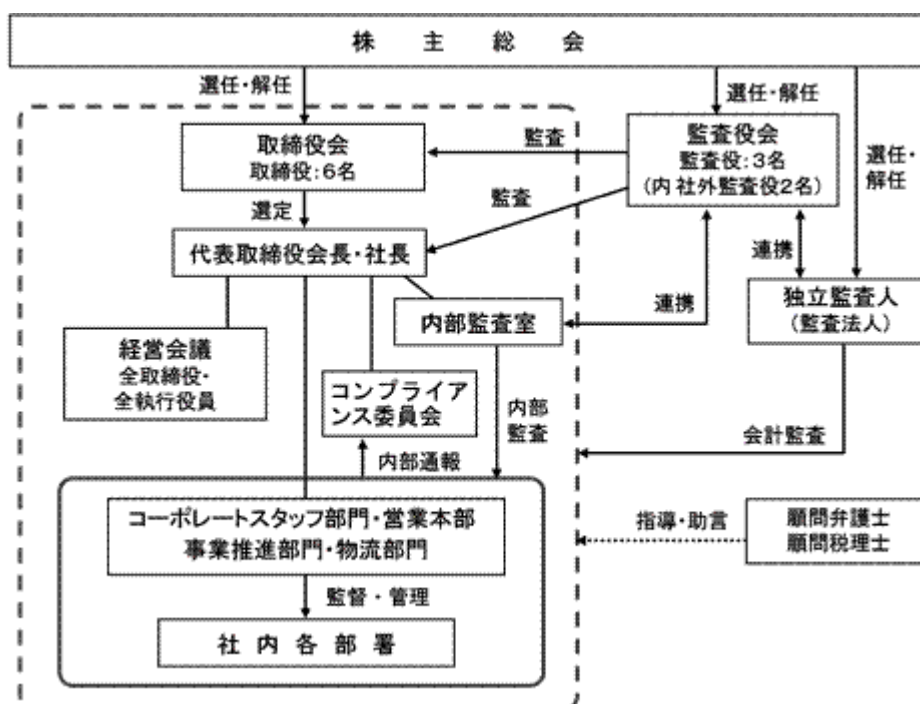 株主総会
選任・解任
選任・解任
選任・
解任
取締役会
取締役：6名
監査
監査役会
監査役：3名
(内 社外監査役2名)
選定
監査
代表取締役会長・社長
連携
連携
内部監査室
独立監査人
(監査法人)
経営会議
全取締役・
全執行役員
コンプライ
アンス委員会
内部
監査
会計監査
内部通報
コーポレートスタッフ部門・営業本部
事業推進部門・物流部門
指導・助言
顧問弁護士
顧問税理士
監督・管理
社内各部署